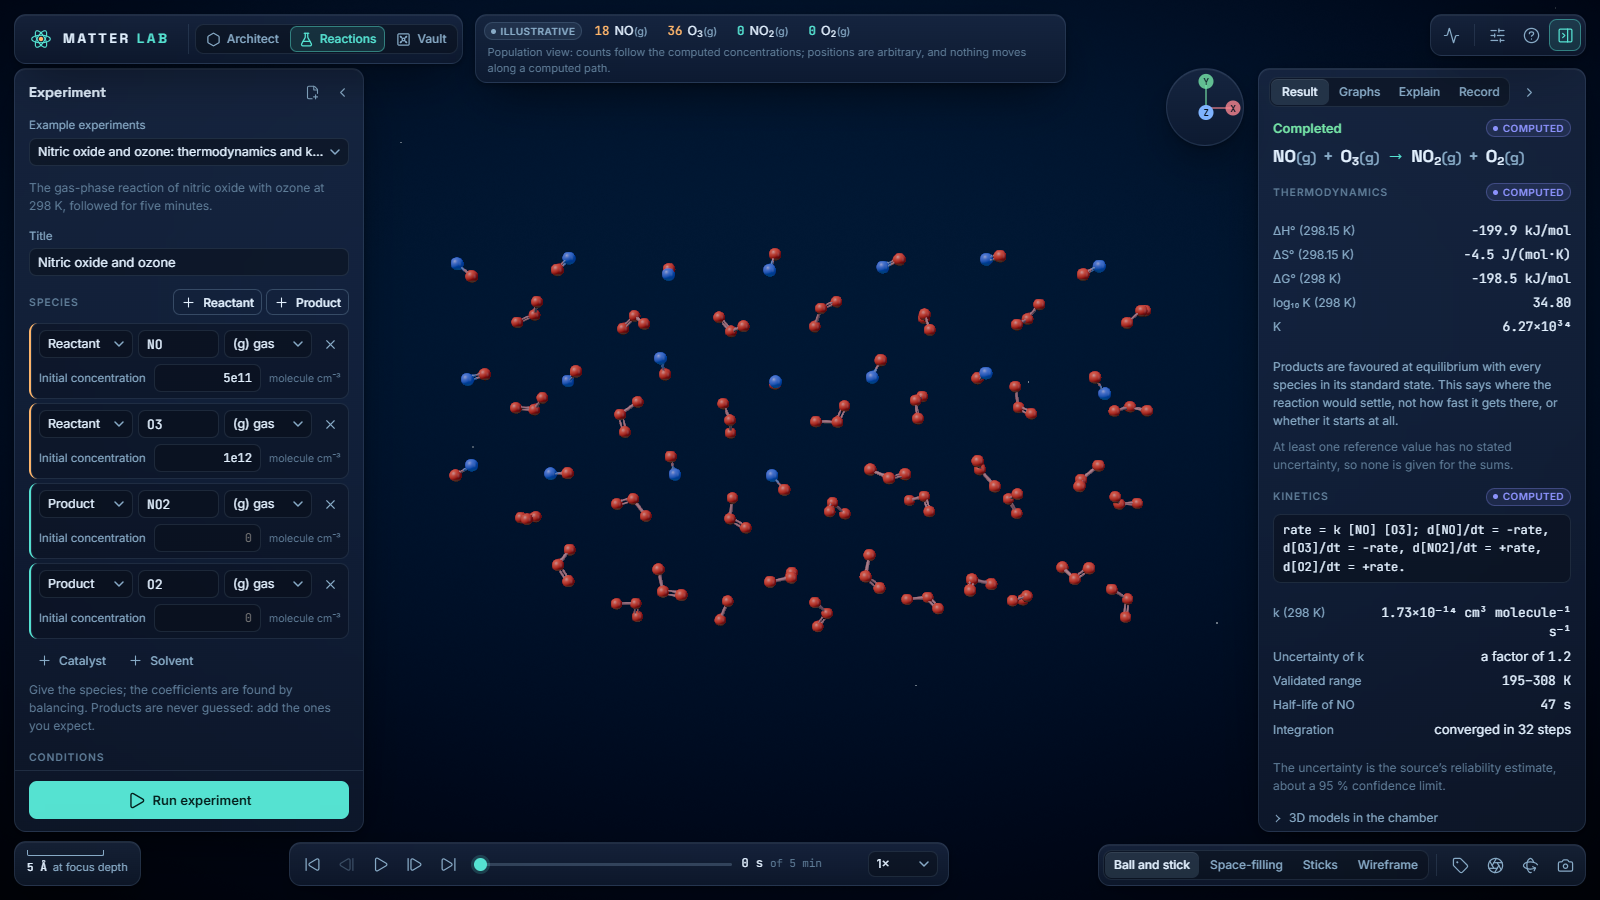 MATTER LAB
Architect
Reactions
Vault
ILLUSTRATIVE 18 NO(g) 36 O₃(g) 0 NO₂(g) 0 O₂(g)
Population view: counts follow the computed concentrations; positions are arbitrary, and nothing moves
along a computed path.
Experiment
Example experiments
Nitric oxide and ozone: thermodynamics and k...
The gas-phase reaction of nitric oxide with ozone at
298 K, followed for five minutes.
Title
Nitric oxide and ozone
SPECIES
Reactant
Product
Reactant NO (g) gas
Initial concentration 5e11 molecule cm⁻³
Reactant O3 (g) gas
Initial concentration 1e12 molecule cm⁻³
Product NO2 (g) gas
Initial concentration 0 molecule cm⁻³
Product O2 (g) gas
Initial concentration 0 molecule cm⁻³
Catalyst
Solvent
Give the species; the coefficients are found by
balancing. Products are never guessed: add the ones
you expect.
CONDITIONS
Run experiment
5 Å at focus depth
Y
X
Z
0 s of 5 min
1×
Result Graphs Explain Record
Completed COMPUTED
NO(g) + O₃(g) → NO₂(g) + O₂(g)
THERMODYNAMICS COMPUTED
ΔH° (298.15 K) -199.9 kJ/mol
ΔS° (298.15 K) -4.5 J/(mol·K)
ΔG° (298 K) -198.5 kJ/mol
log₁₀ K (298 K) 34.80
K 6.27×10³⁴
Products are favoured at equilibrium with every
species in its standard state. This says where the
reaction would settle, not how fast it gets there, or
whether it starts at all.
At least one reference value has no stated
uncertainty, so none is given for the sums.
KINETICS COMPUTED
rate = k [NO] [O3]; d[NO]/dt = -rate,
d[O3]/dt = -rate, d[NO2]/dt = +rate,
d[O2]/dt = +rate.
k (298 K) 1.73×10⁻¹⁴ cm³ molecule⁻¹
s⁻¹
Uncertainty of k a factor of 1.2
Validated range 195–308 K
Half-life of NO 47 s
Integration converged in 32 steps
The uncertainty is the source's reliability estimate,
about a 95 % confidence limit.
3D models in the chamber
Ball and stick Space-filling Sticks Wireframe